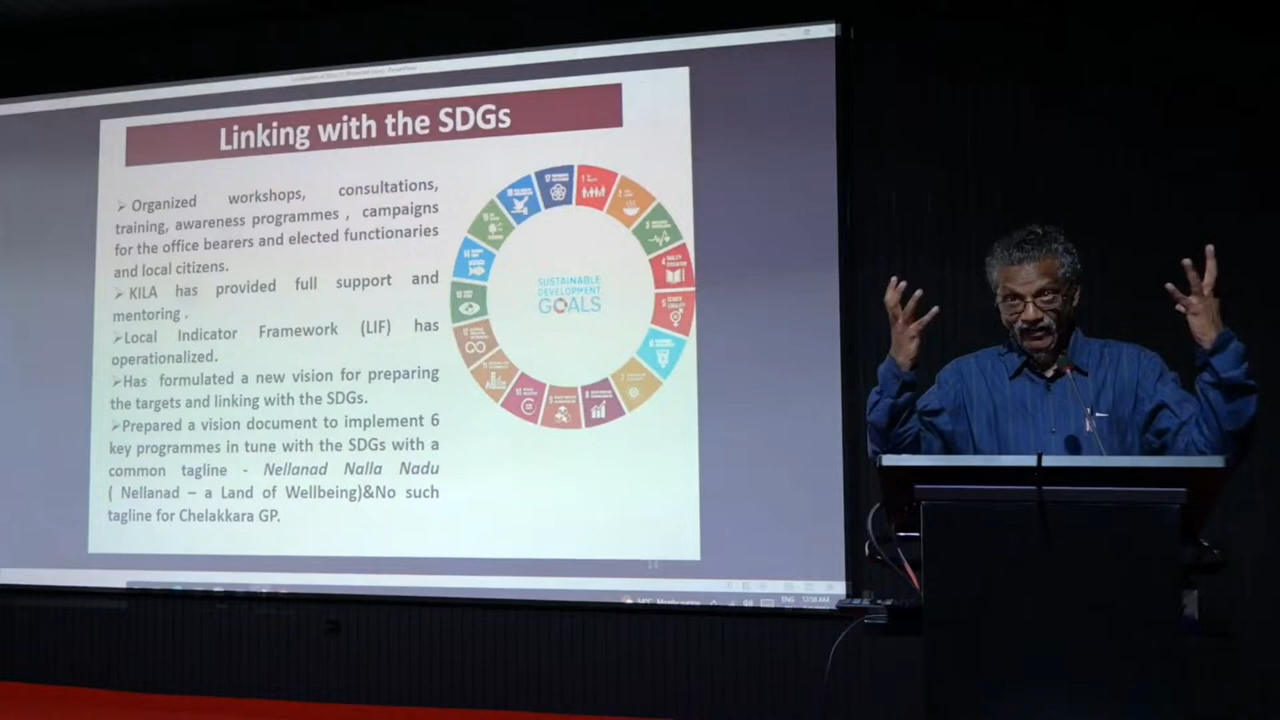 Linking with the SDGs
➢ Organized workshops, consultations,
training, awareness programmes , campaigns
for the office bearers and elected functionaries
and local citizens.
➢ KILA has provided full support and
mentoring .
➢Local Indicator Framework (LIF) has
operationalized.
➢Has formulated a new vision for preparing
the targets and linking with the SDGs.
➢Prepared a vision document to implement 6
key programmes in tune with the SDGs with a
common tagline - Nellanad Nalla Nadu
( Nellanad – a Land of Wellbeing)&No such
tagline for Chelakkara GP.
SUSTAINABLE
DEVELOPMENT
GOALS
ENG